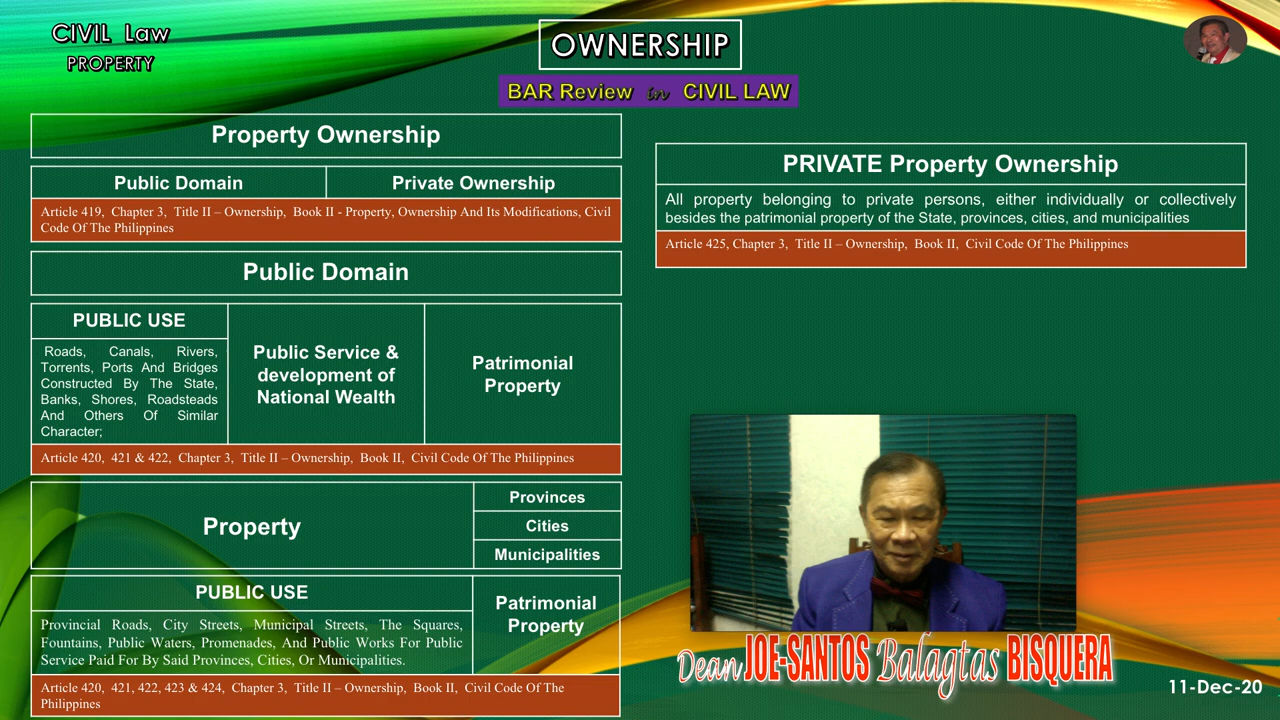 CIVIL Law
PROPERTY
OWNERSHIP
BAR Review in CIVIL LAW
Property Ownership
Public Domain
Private Ownership
Article 419, Chapter 3, Title II – Ownership, Book II - Property, Ownership And Its Modifications, Civil
Code Of The Philippines
Public Domain
PUBLIC USE
Roads, Canals, Rivers,
Torrents, Ports And Bridges
Constructed By The State,
Banks, Shores, Roadsteads
And Others Of Similar
Character;
Public Service &
development of
National Wealth
Patrimonial
Property
Article 420, 421 & 422, Chapter 3, Title II – Ownership, Book II, Civil Code Of The Philippines
Property
Provinces
Cities
Municipalities
PUBLIC USE
Provincial Roads, City Streets, Municipal Streets, The Squares,
Fountains, Public Waters, Promenades, And Public Works For Public
Service Paid For By Said Provinces, Cities, Or Municipalities.
Patrimonial
Property
Article 420, 421, 422, 423 & 424, Chapter 3, Title II – Ownership, Book II, Civil Code Of The
Philippines
PRIVATE Property Ownership
All property belonging to private persons, either individually or collectively
besides the patrimonial property of the State, provinces, cities, and municipalities
Article 425, Chapter 3, Title II – Ownership, Book II, Civil Code Of The Philippines
Dean JOE-SANTOS Balagtas BISQUERA
11-Dec-20